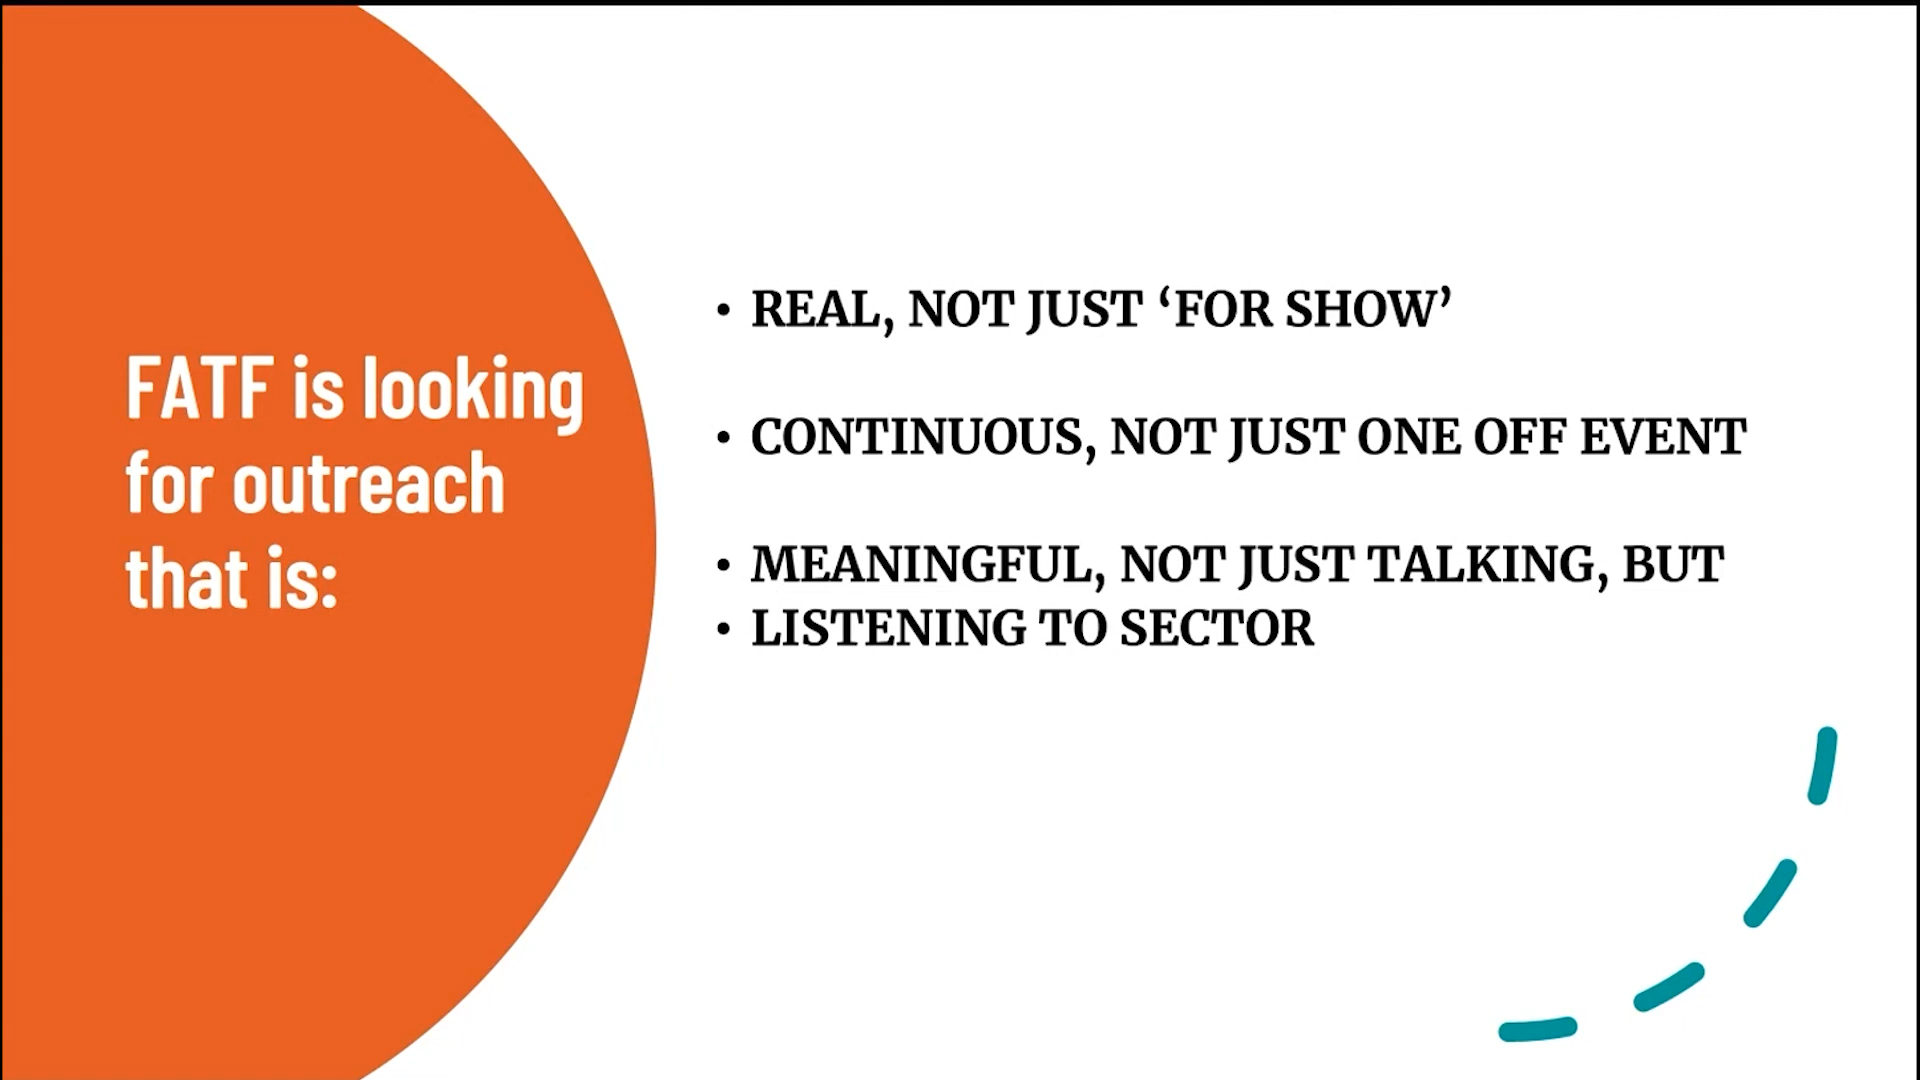 FATF is looking
for outreach
that is:
• REAL, NOT JUST ‘FOR SHOW’
• CONTINUOUS, NOT JUST ONE OFF EVENT
• MEANINGFUL, NOT JUST TALKING, BUT
• LISTENING TO SECTOR